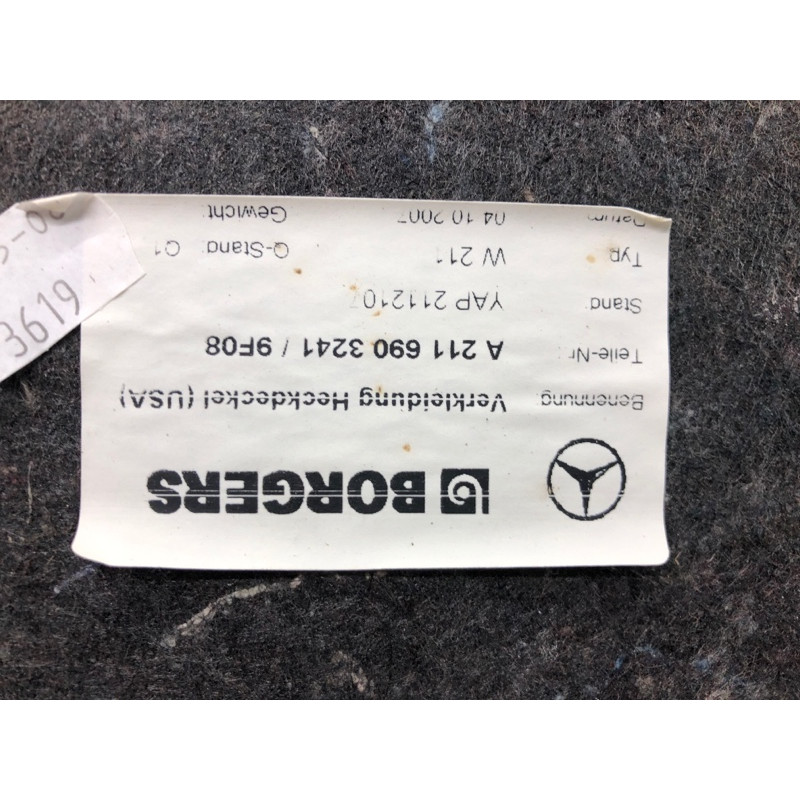 BORGERS
Benennung Verkleidung Heckdeckel (USA)
Teile-Nr. A 211 690 3241 / 9F08
Stand YAP 211210
Typ W 211 Q-Stand: Q1
Datum 04.10.2007 Gewicht:
3619